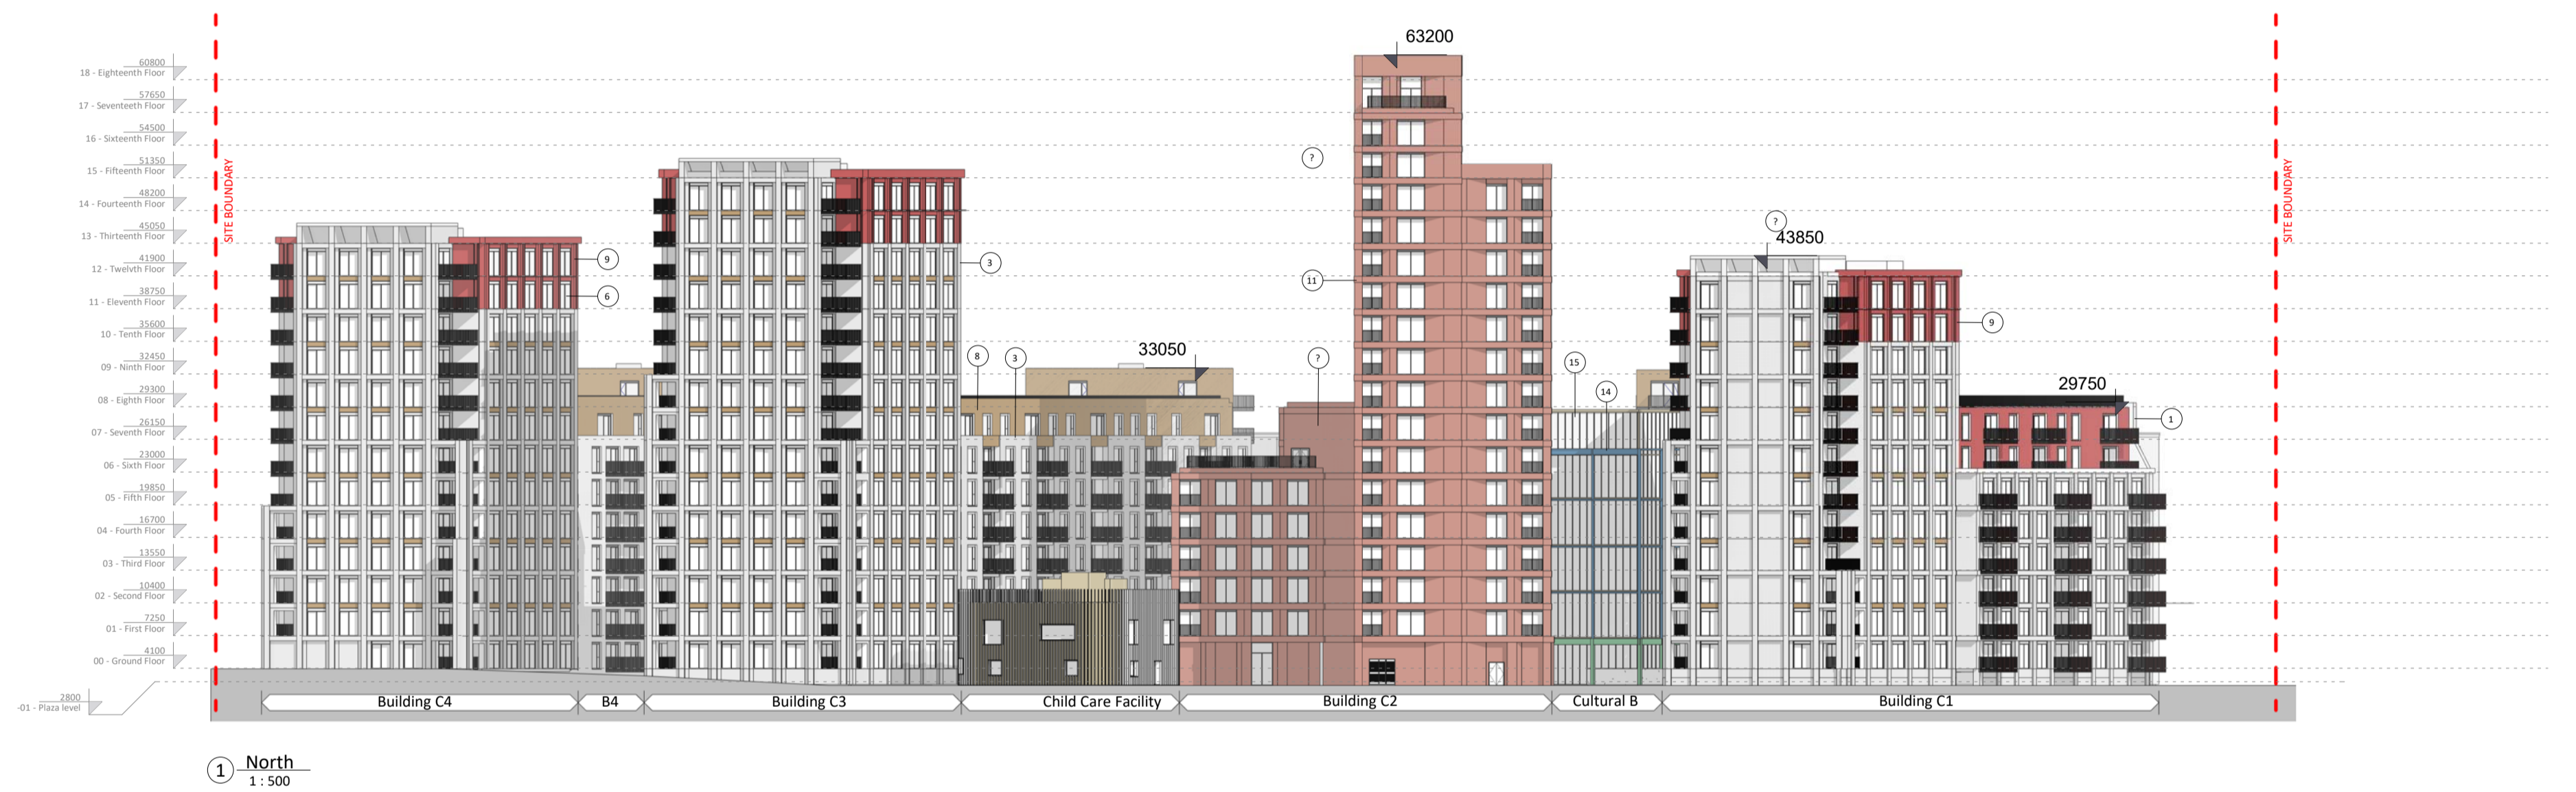 63200
60800
18 - Eighteenth Floor
57650
17 - Seventeeth Floor
54500
16 - Sixteenth Floor
51350
15 - Fifteenth Floor
48200
14 - Fourteenth Floor
45050
13 - Thirteenth Floor
41900
12 - Twelvth Floor
38750
11 - Eleventh Floor
35600
10 - Tenth Floor
32450
09 - Ninth Floor
29300
08 - Eighth Floor
26150
07 - Seventh Floor
23000
06 - Sixth Floor
19850
05 - Fifth Floor
16700
04 - Fourth Floor
13550
03 - Third Floor
10400
02 - Second Floor
7250
01 - First Floor
4100
00 - Ground Floor
2800
-01 - Plaza level
SITE BOUNDARY
9
6
3
8
3
33050
?
?
11
15
14
?
43850
9
29750
1
SITE BOUNDARY
Building C4
B4
Building C3
Child Care Facility
Building C2
Cultural B
Building C1
1
North
1 : 500